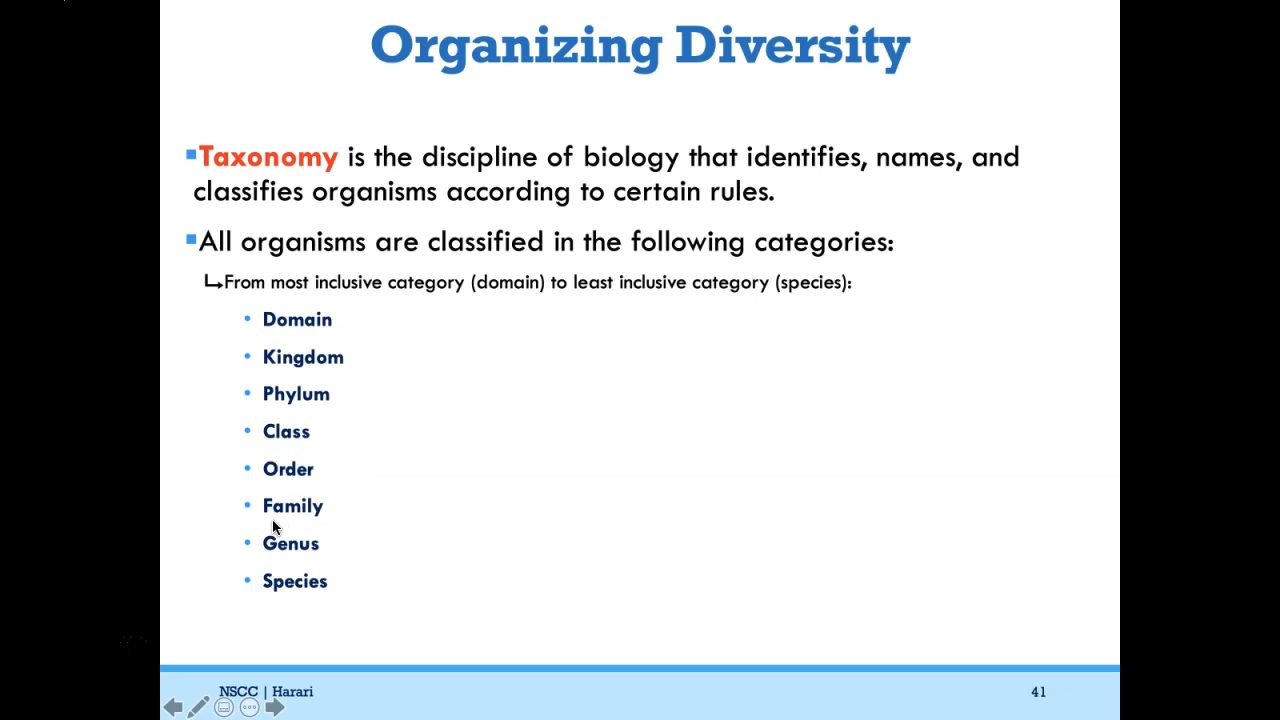 Organizing Diversity
Taxonomy is the discipline of biology that identifies, names, and
classifies organisms according to certain rules.
All organisms are classified in the following categories:
From most inclusive category (domain) to least inclusive category (species):
Domain
Kingdom
Phylum
Class
Order
Family
Genus
Species
NSCC | Harari
41